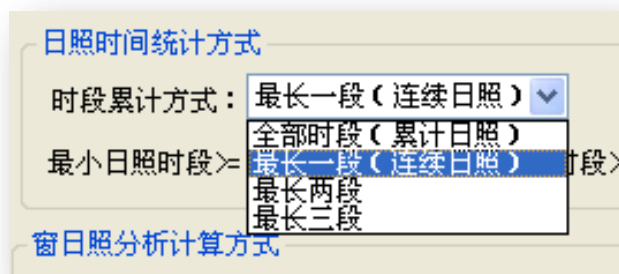 日照时间统计方式
时段累计方式：最长一段（连续日照）
全部时段（累计日照）
最小日照时段>=最长一段（连续日照）时段>
最长两段
最长三段
窗日照分析计算方式